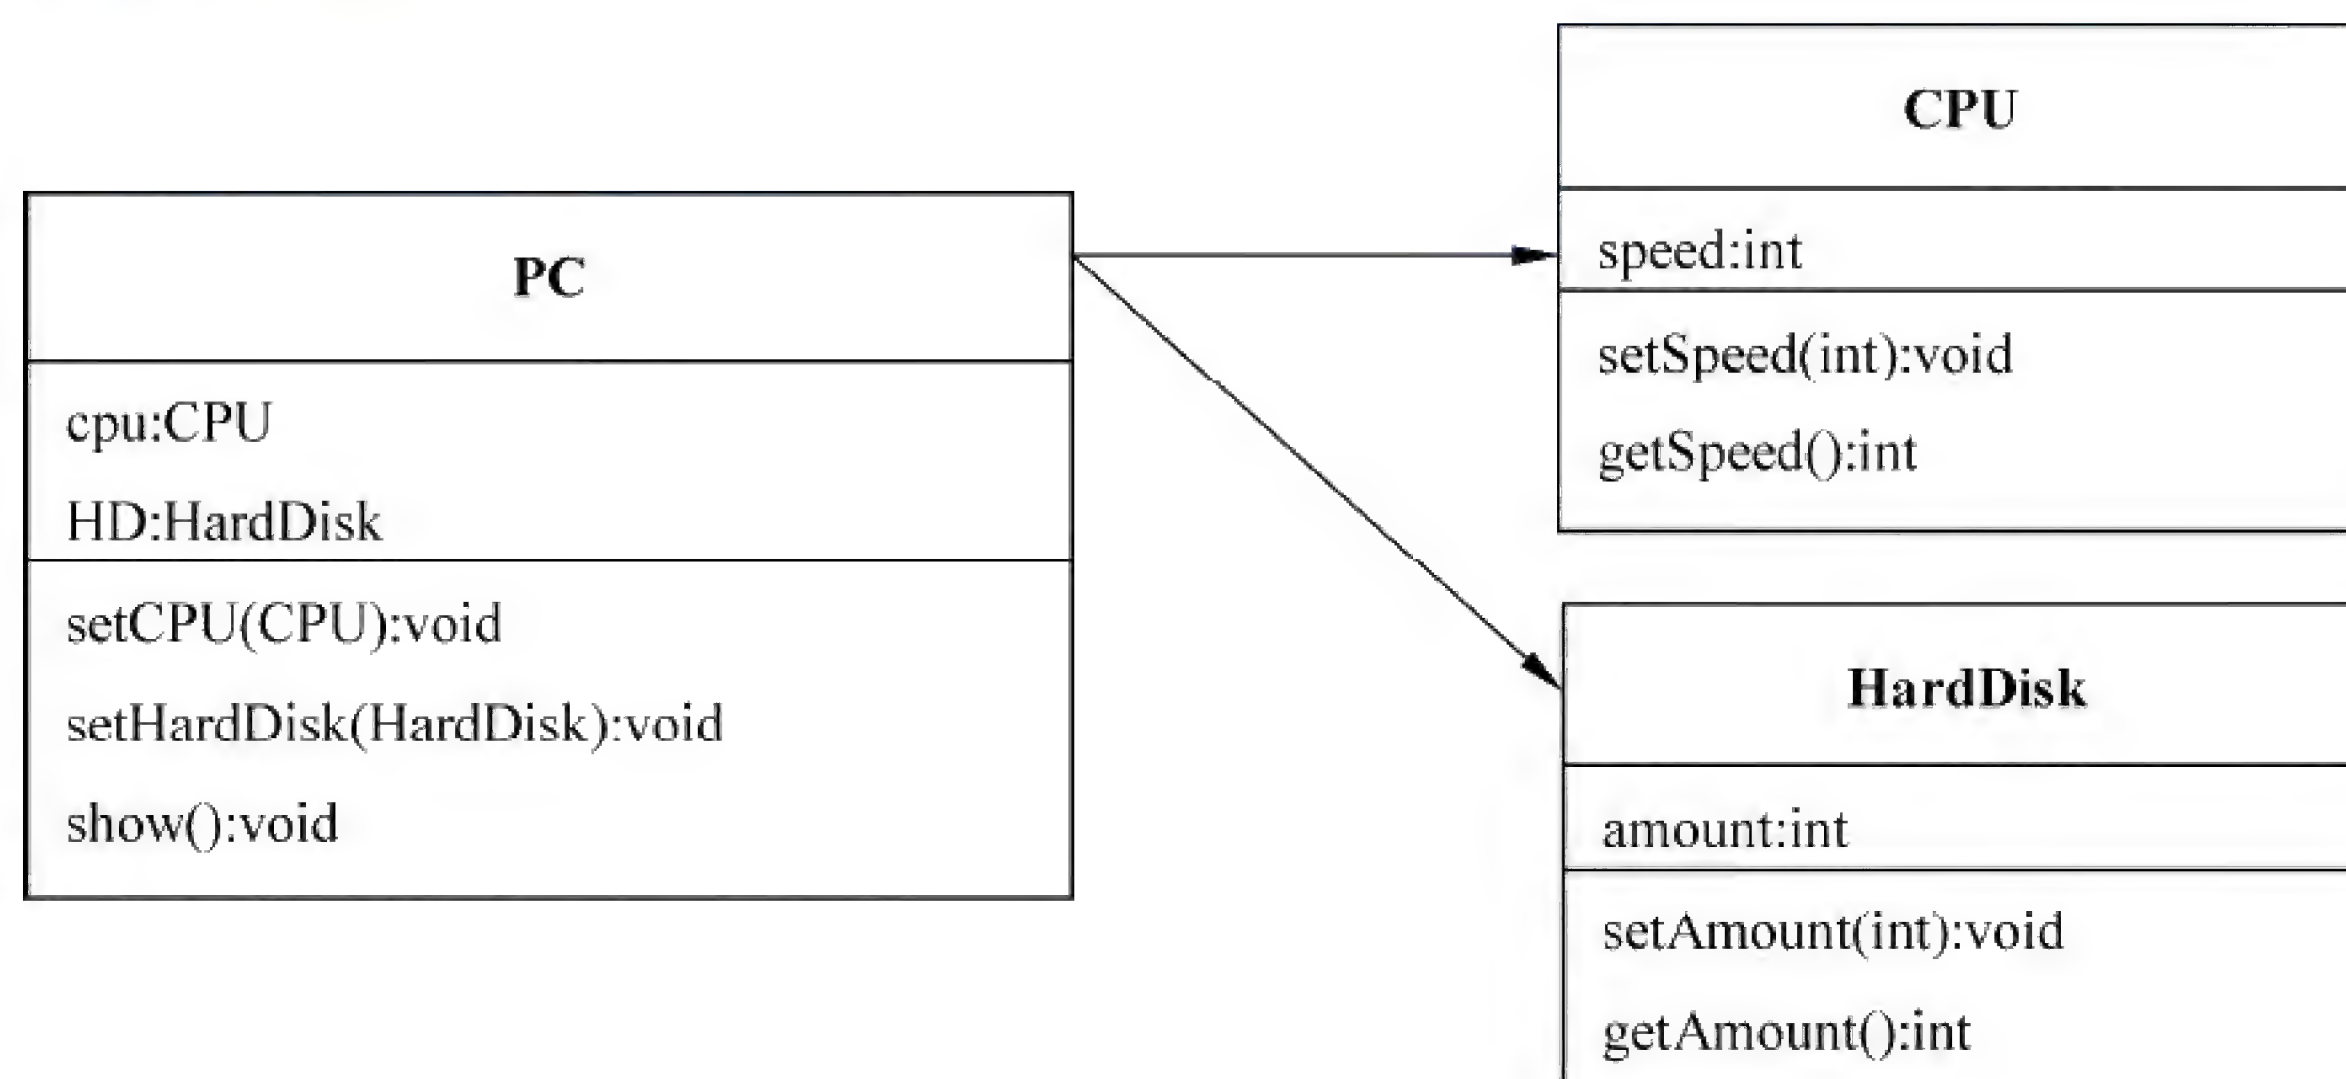 PC
cpu:CPU
HD:HardDisk
setCPU(CPU):void
setHardDisk(HardDisk):void
show():void
CPU
speed:int
setSpeed(int):void
getSpeed():int
HardDisk
amount:int
setAmount(int):void
getAmount():int